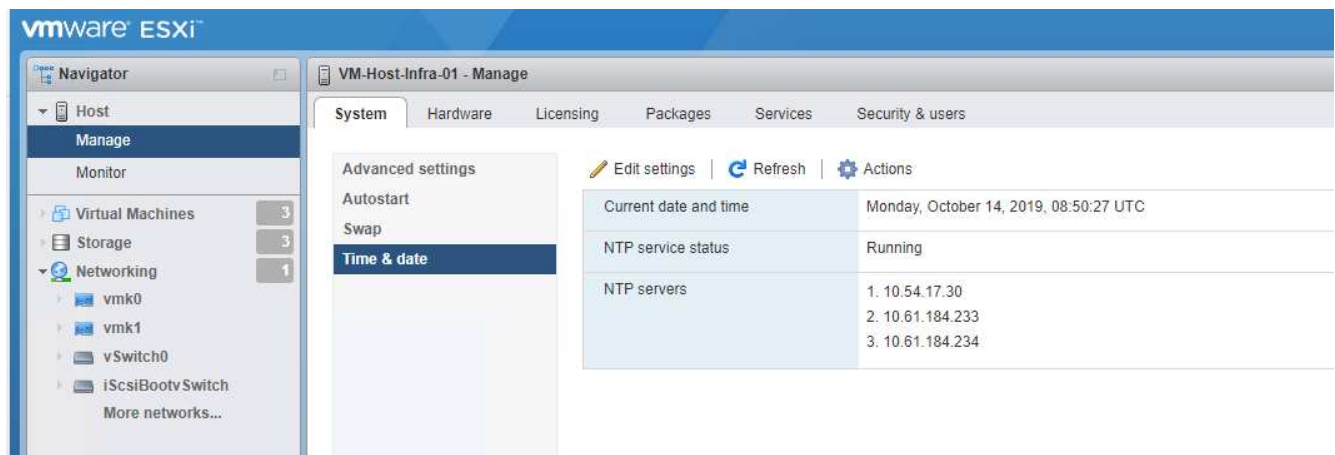 vmware ESXi™
Navigator
Host
Manage
Monitor
Virtual Machines 3
Storage 3
Networking 1
vmk0
vmk1
vSwitch0
iScsiBootvSwitch
More networks...
VM-Host-Infra-01 - Manage
System Hardware Licensing Packages Services Security & users
Advanced settings
Autostart
Swap
Time & date
Edit settings | Refresh | Actions
Current date and time Monday, October 14, 2019, 08:50:27 UTC
NTP service status Running
NTP servers 1. 10.54.17.30
2. 10.61.184.233
3. 10.61.184.234